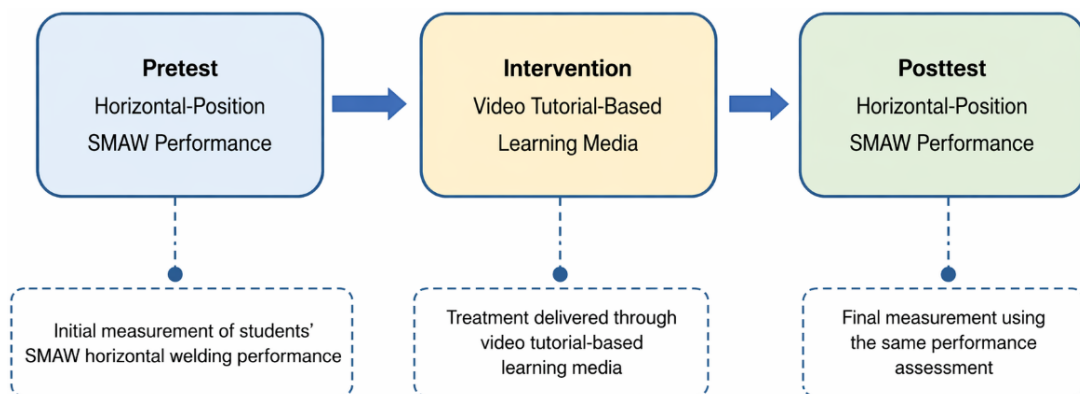 Pretest
Horizontal-Position
SMAW Performance
Intervention
Video Tutorial-Based
Learning Media
Posttest
Horizontal-Position
SMAW Performance
Initial measurement of students’
SMAW horizontal welding performance
Treatment delivered through
video tutorial-based
learning media
Final measurement using
the same performance
assessment